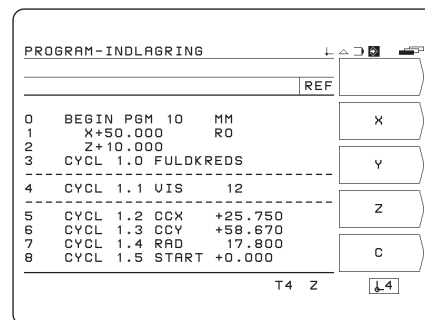 PROGRAM-INDLAGRING
REF
0 BEGIN PGM 10 MM
1 X+50.000 R0
2 Z+10.000
3 CYCL 1.0 FULDKREDS
4 CYCL 1.1 VIS 12
5 CYCL 1.2 CCX +25.750
6 CYCL 1.3 CCY +58.670
7 CYCL 1.4 RAD 17.800
8 CYCL 1.5 START +0.000
T4 Z
X
Y
Z
C
4